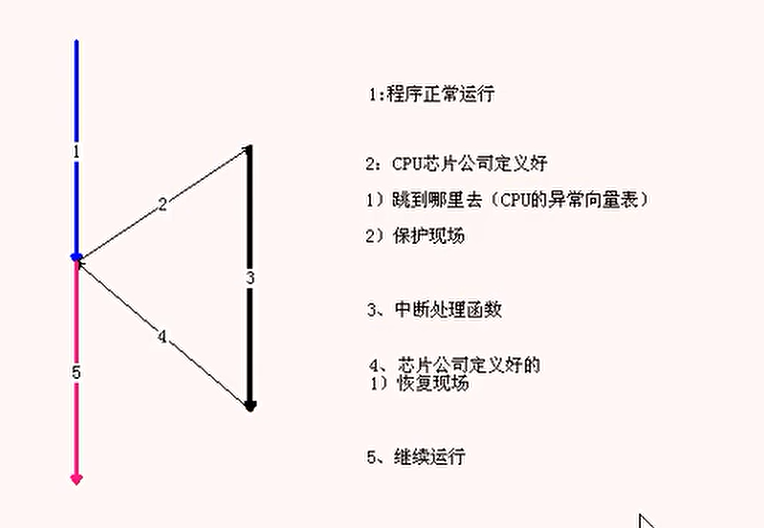 1
2
3
4
5
1:程序正常运行
2: CPU芯片公司定义好
1）跳到哪里去（CPU的异常向量表）
2）保护现场
3、中断处理函数
4、芯片公司定义好的
1）恢复现场
5、继续运行